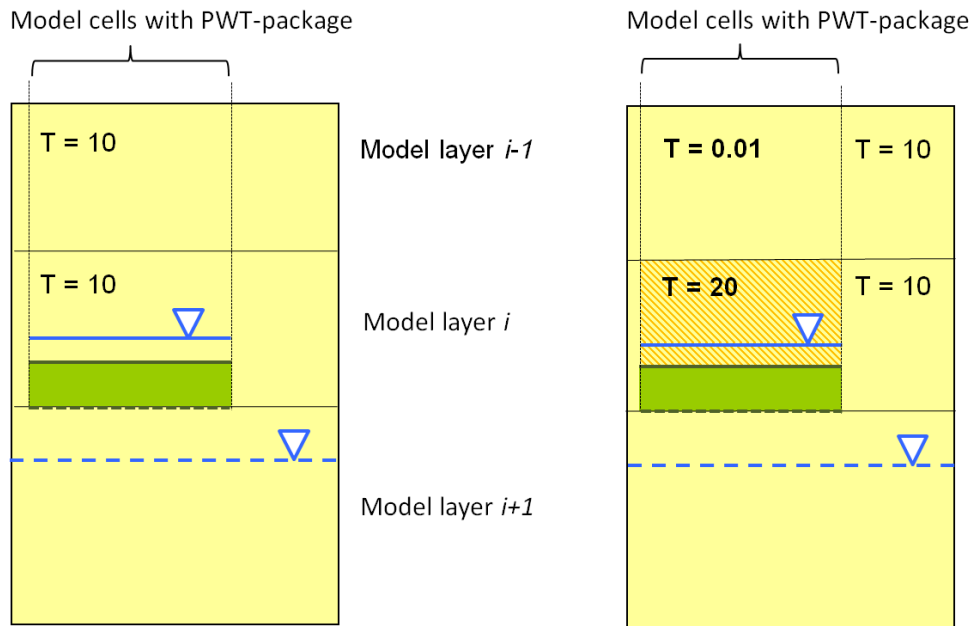 Model cells with PWT-package
Model cells with PWT-package
T = 10
Model layer i-1
T = 0.01
T = 10
T = 10
Model layer i
T = 20
T = 10
Model layer i+1